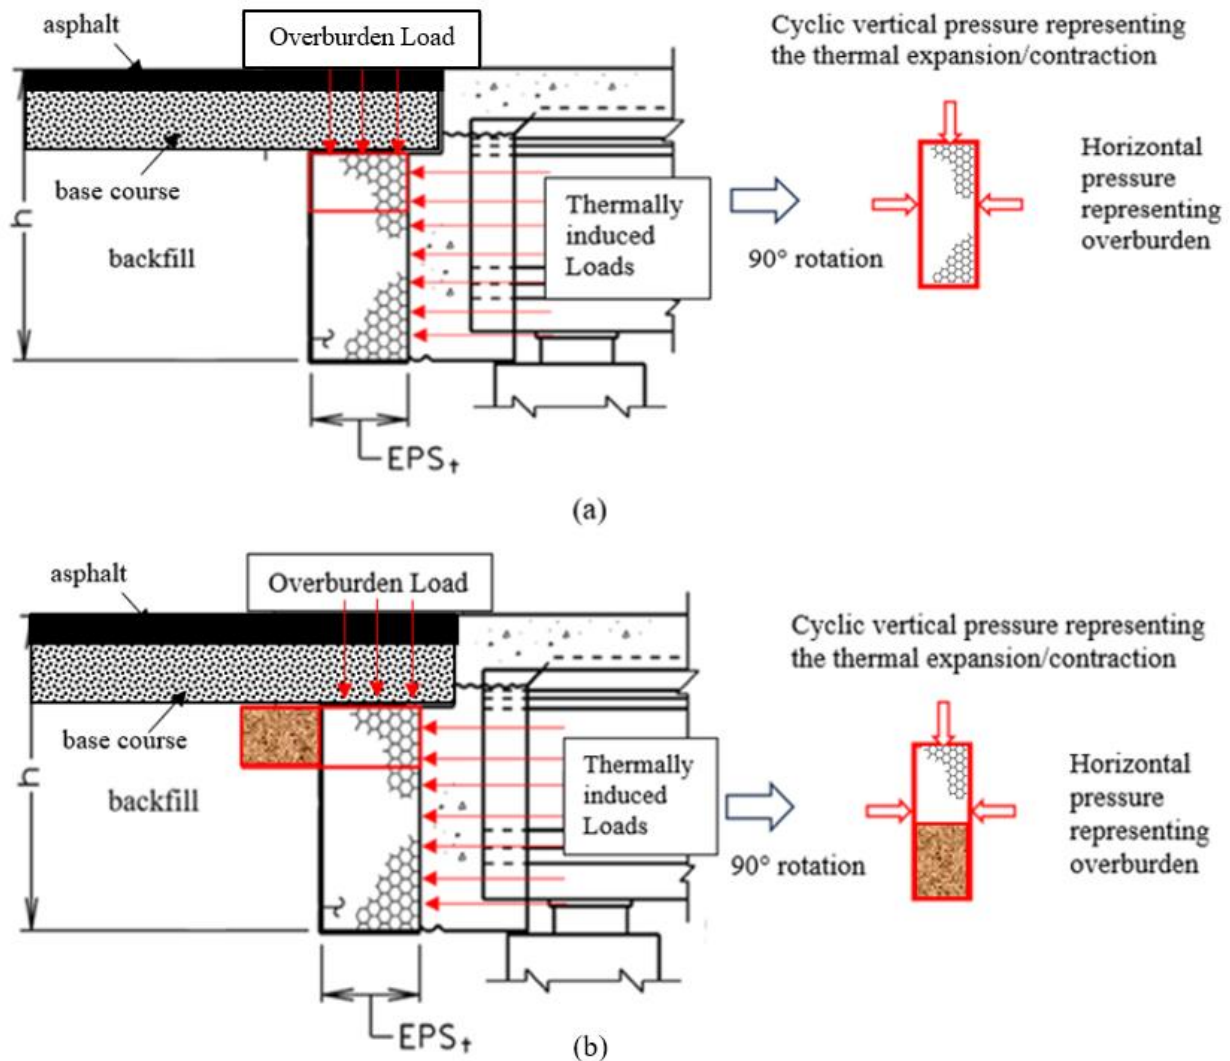 asphalt
Overburden Load
Cyclic vertical pressure representing
the thermal expansion/contraction
base course
h
backfill
Thermally
induced
Loads
90° rotation
Horizontal
pressure
representing
overburden
EPSt
(a)
asphalt
Overburden Load
Cyclic vertical pressure representing
the thermal expansion/contraction
base course
h
backfill
Thermally
induced
Loads
90° rotation
Horizontal
pressure
representing
overburden
EPSt
(b)